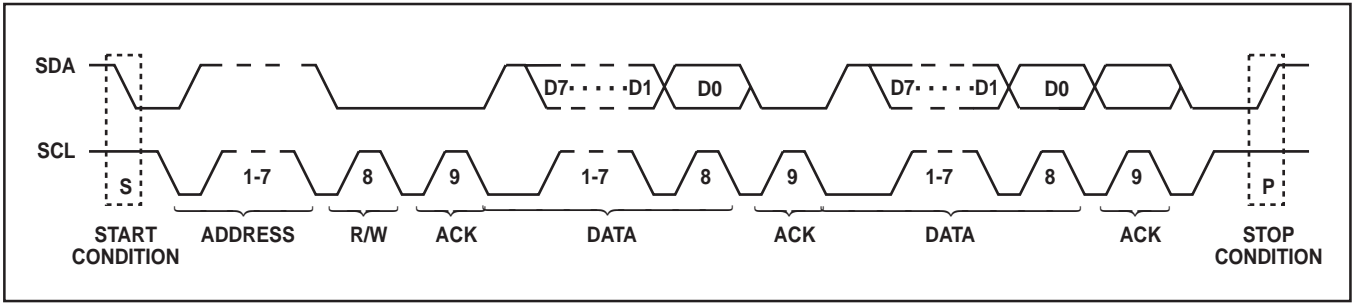 SDA
D7·····D1 D0 D7·····D1 D0
SCL
S 1-7 8 9 1-7 8 9 1-7 8 9 P
START CONDITION ADDRESS R/W ACK DATA ACK DATA ACK STOP CONDITION